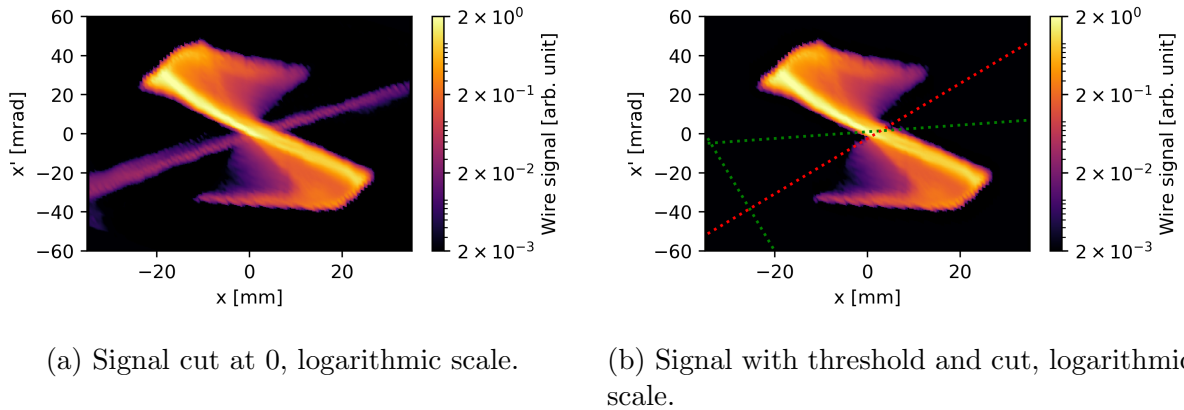 60
40
20
0
−20
−40
−60
x' [mrad]
−20 0 20
x [mm]
2 × 10⁰
2 × 10⁻¹
2 × 10⁻²
2 × 10⁻³
Wire signal [arb. unit]
60
40
20
0
−20
−40
−60
x' [mrad]
−20 0 20
x [mm]
2 × 10⁰
2 × 10⁻¹
2 × 10⁻²
2 × 10⁻³
Wire signal [arb. unit]
(a) Signal cut at 0, logarithmic scale.
(b) Signal with threshold and cut, logarithmic
scale.